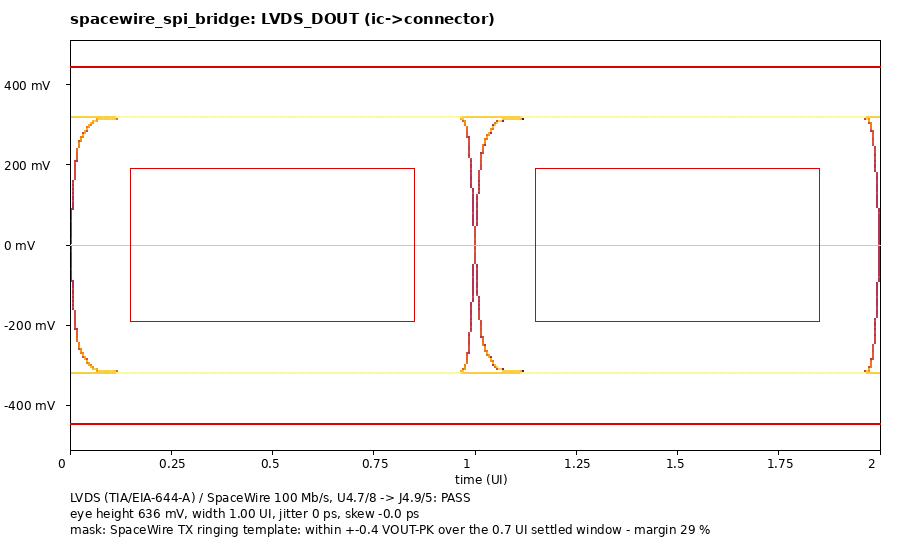 spacewire_spi_bridge: LVDS_DOUT (ic->connector)
400 mV
200 mV
0 mV
-200 mV
-400 mV
0 0.25 0.5 0.75 1 1.25 1.5 1.75 2
time (UI)
LVDS (TIA/EIA-644-A) / SpaceWire 100 Mb/s, U4.7/8 -> J4.9/5: PASS
eye height 636 mV, width 1.00 UI, jitter 0 ps, skew -0.0 ps
mask: SpaceWire TX ringing template: within +-0.4 VOUT-PK over the 0.7 UI settled window - margin 29 %